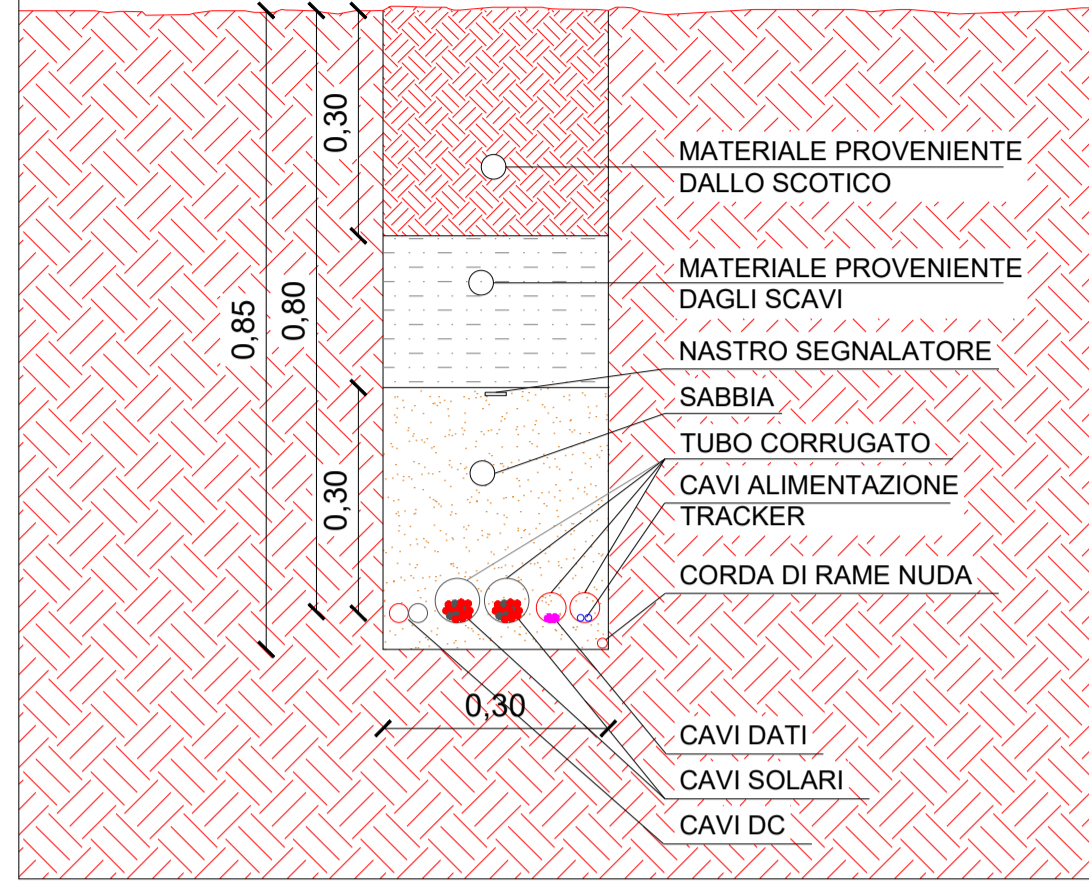 0,30
MATERIALE PROVENIENTE
DALLO SCOTICO
MATERIALE PROVENIENTE
DAGLI SCAVI
0,85
0,80
NASTRO SEGNALATORE
SABBIA
TUBO CORRUGATO
0,30
CAVI ALIMENTAZIONE
TRACKER
CORDA DI RAME NUDA
0,30
CAVI DATI
CAVI SOLARI
CAVI DC